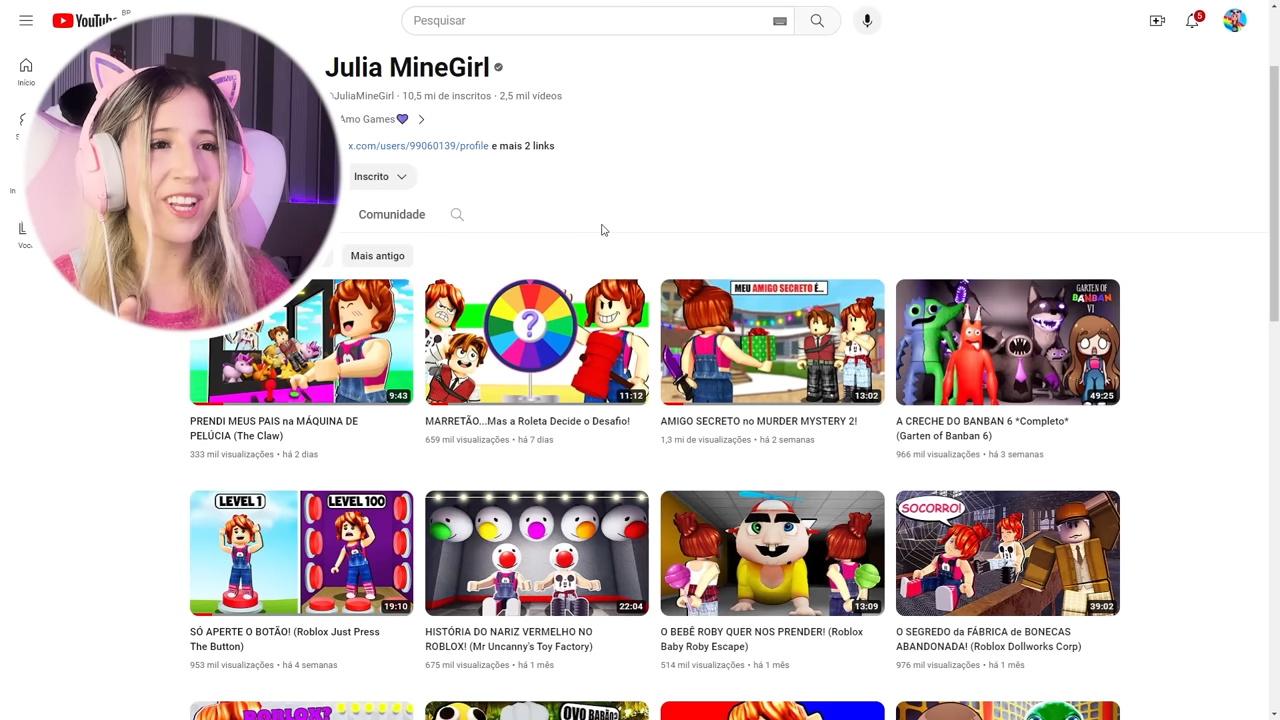 YouTube BR
Pesquisar
5
Julia MineGirl
JuliaMineGirl · 10,5 mi de inscritos · 2,5 mil vídeos
Amo Games💜
x.com/users/99060139/profile e mais 2 links
Inscrito
Comunidade
Início
Mais antigo
9:43
11:12
MEU AMIGO SECRETO É...
13:02
GARTEN OF BANBAN VI
49:25
PRENDI MEUS PAIS na MÁQUINA DE
PELÚCIA (The Claw)
333 mil visualizações • há 2 dias
MARRETÃO...Mas a Roleta Decide o Desafio!
659 mil visualizações • há 7 dias
AMIGO SECRETO no MURDER MYSTERY 2!
1,3 mi de visualizações • há 2 semanas
A CRECHE DO BANBAN 6 *Completo*
(Garten of Banban 6)
966 mil visualizações • há 3 semanas
LEVEL 1
LEVEL 100
19:10
22:04
13:09
SOCORRO!
39:02
SÓ APERTE O BOTÃO! (Roblox Just Press
The Button)
953 mil visualizações • há 4 semanas
HISTÓRIA DO NARIZ VERMELHO NO
ROBLOX! (Mr Uncanny's Toy Factory)
675 mil visualizações • há 1 mês
O BEBÊ ROBY QUER NOS PRENDER! (Roblox
Baby Roby Escape)
514 mil visualizações • há 1 mês
O SEGREDO da FÁBRICA de BONECAS
ABANDONADA! (Roblox Dollworks Corp)
976 mil visualizações • há 1 mês
ROBLOX?
OVO BABÃO?